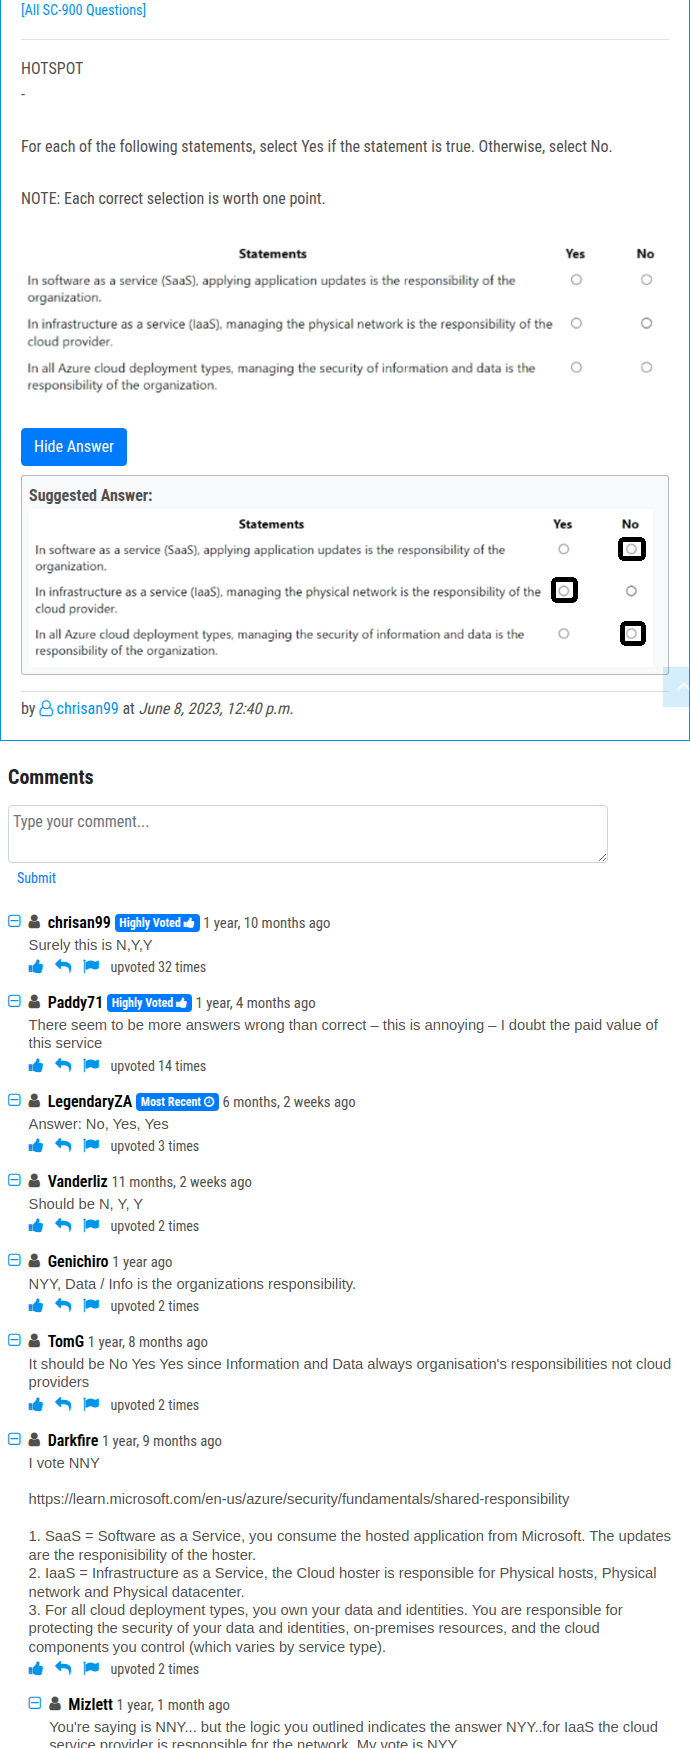 [All SC-900 Questions]
HOTSPOT
-
For each of the following statements, select Yes if the statement is true. Otherwise, select No.
NOTE: Each correct selection is worth one point.
Statements Yes No
In software as a service (SaaS), applying application updates is the responsibility of the
organization.
In infrastructure as a service (IaaS), managing the physical network is the responsibility of the
cloud provider.
In all Azure cloud deployment types, managing the security of information and data is the
responsibility of the organization.
Hide Answer
Suggested Answer:
Statements Yes No
In software as a service (SaaS), applying application updates is the responsibility of the
organization.
In infrastructure as a service (IaaS), managing the physical network is the responsibility of the
cloud provider.
In all Azure cloud deployment types, managing the security of information and data is the
responsibility of the organization.
by chrisan99 at June 8, 2023, 12:40 p.m.
Comments
Type your comment...
Submit
chrisan99 Highly Voted 1 year, 10 months ago
Surely this is N,Y,Y
upvoted 32 times
Paddy71 Highly Voted 1 year, 4 months ago
There seem to be more answers wrong than correct – this is annoying – I doubt the paid value of
this service
upvoted 14 times
LegendaryZA Most Recent 6 months, 2 weeks ago
Answer: No, Yes, Yes
upvoted 3 times
Vanderliz 11 months, 2 weeks ago
Should be N, Y, Y
upvoted 2 times
Genichiro 1 year ago
NYY, Data / Info is the organizations responsibility.
upvoted 2 times
TomG 1 year, 8 months ago
It should be No Yes Yes since Information and Data always organisation's responsibilities not cloud
providers
upvoted 2 times
Darkfire 1 year, 9 months ago
I vote NNY
https://learn.microsoft.com/en-us/azure/security/fundamentals/shared-responsibility
1. SaaS = Software as a Service, you consume the hosted application from Microsoft. The updates
are the responisibility of the hoster.
2. IaaS = Infrastructure as a Service, the Cloud hoster is responsible for Physical hosts, Physical
network and Physical datacenter.
3. For all cloud deployment types, you own your data and identities. You are responsible for
protecting the security of your data and identities, on-premises resources, and the cloud
components you control (which varies by service type).
upvoted 2 times
Mizlett 1 year, 1 month ago
You're saying is NNY... but the logic you outlined indicates the answer NYY..for IaaS the cloud
service provider is responsible for the network. My vote is NYY